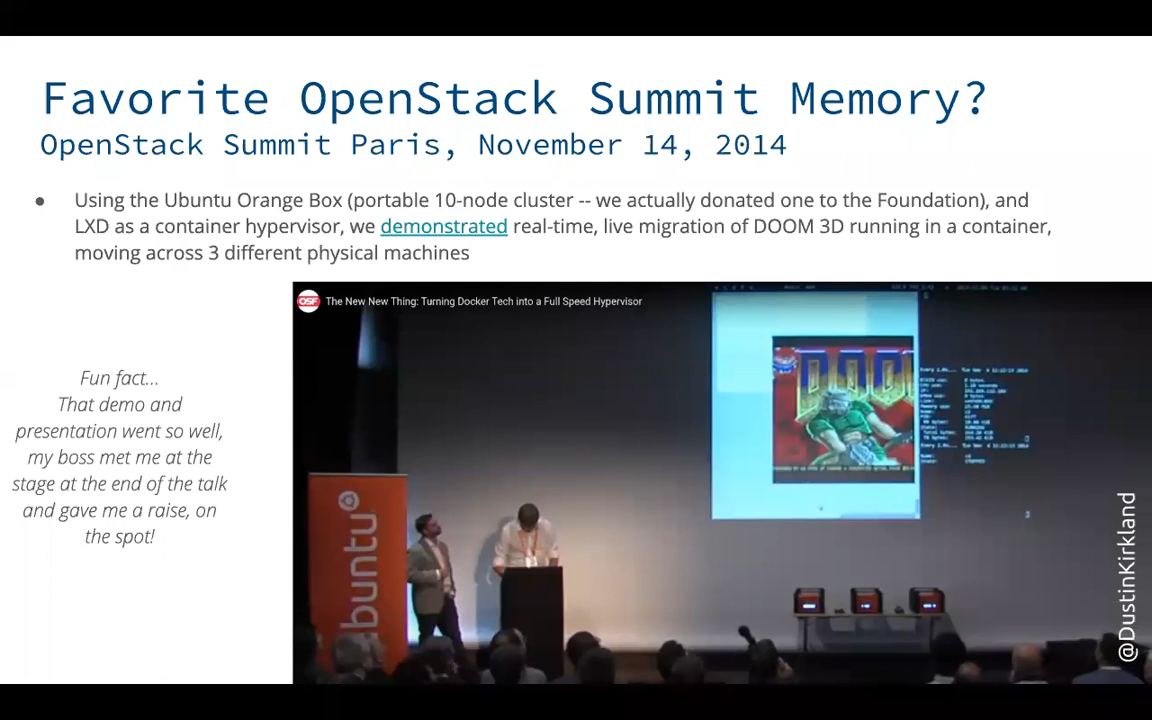 Favorite OpenStack Summit Memory?
OpenStack Summit Paris, November 14, 2014
● Using the Ubuntu Orange Box (portable 10-node cluster -- we actually donated one to the Foundation), and
LXD as a container hypervisor, we demonstrated real-time, live migration of DOOM 3D running in a container,
moving across 3 different physical machines
OSF The New New Thing: Turning Docker Tech into a Full Speed Hypervisor
Fun fact...
That demo and
presentation went so well,
my boss met me at the
stage at the end of the talk
and gave me a raise, on
the spot!
DOOM
ubuntu
@DustinKirkland